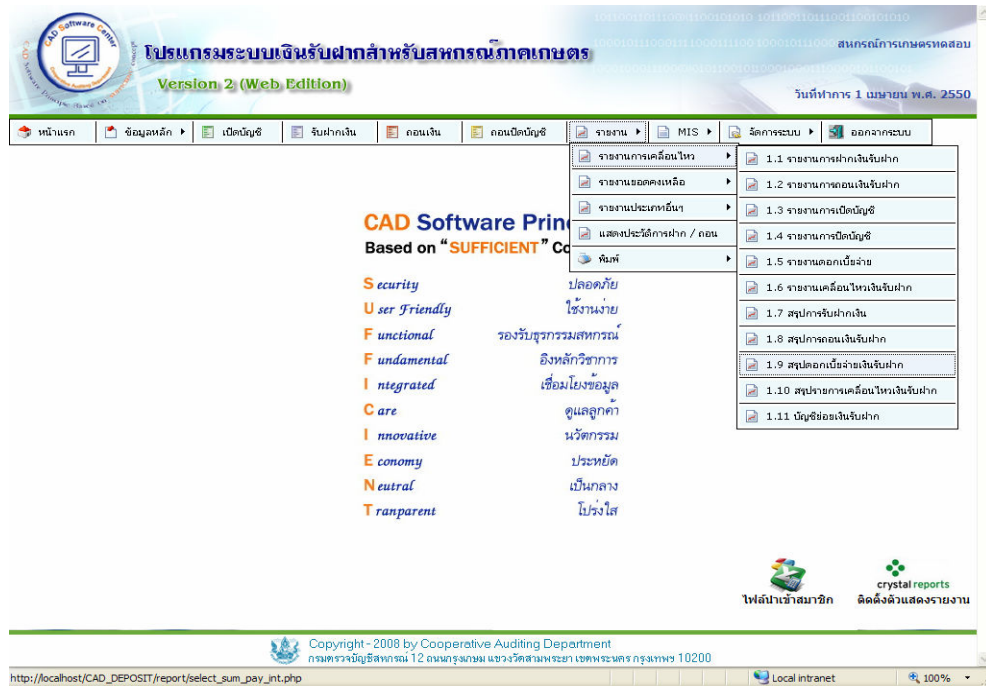 CAD Software Center
โปรแกรมระบบเงินรับฝากสำหรับสหกรณ์ภาคเกษตร
Version 2 (Web Edition)
สหกรณ์การเกษตรทดสอบ
วันที่ทำการ 1 เมษายน พ.ศ. 2550
หน้าแรก ข้อมูลหลัก เปิดบัญชี รับฝากเงิน ถอนเงิน ถอนปิดบัญชี รายงาน MIS จัดการระบบ ออกจากระบบ
รายงานการเคลื่อนไหว
รายงานยอดคงเหลือ
รายงานประเภทอื่นๆ
แสดงประวัติการฝาก / ถอน
พิมพ์
1.1 รายงานการฝากเงินรับฝาก
1.2 รายงานการถอนเงินรับฝาก
1.3 รายงานการเปิดบัญชี
1.4 รายงานการปิดบัญชี
1.5 รายงานดอกเบี้ยจ่าย
1.6 รายงานเคลื่อนไหวเงินรับฝาก
1.7 สรุปการรับฝากเงิน
1.8 สรุปการถอนเงินรับฝาก
1.9 สรุปดอกเบี้ยจ่ายเงินรับฝาก
1.10 สรุปรายการเคลื่อนไหวเงินรับฝาก
1.11 บัญชีย่อยเงินรับฝาก
CAD Software Prin
Based on "SUFFICIENT" Co
S ecurity ปลอดภัย
U ser Friendly ใช้งานง่าย
F unctional รองรับธุรกรรมสหกรณ์
F undamental อิงหลักวิชาการ
I ntegrated เชื่อมโยงข้อมูล
C are ดูแลลูกค้า
I nnovative นวัตกรรม
E conomy ประหยัด
N eutral เป็นกลาง
T ranparent โปร่งใส
ไฟล์นำเข้าสมาชิก
crystal reports
ติดตั้งตัวแสดงรายงาน
Copyright - 2008 by Cooperative Auditing Department
กรมตรวจบัญชีสหกรณ์ 12 ถนนกรุงเกษม แขวงวัดสามพระยา เขตพระนคร กรุงเทพฯ 10200
http://localhost/CAD_DEPOSIT/report/select_sum_pay_int.php
Local intranet
100%